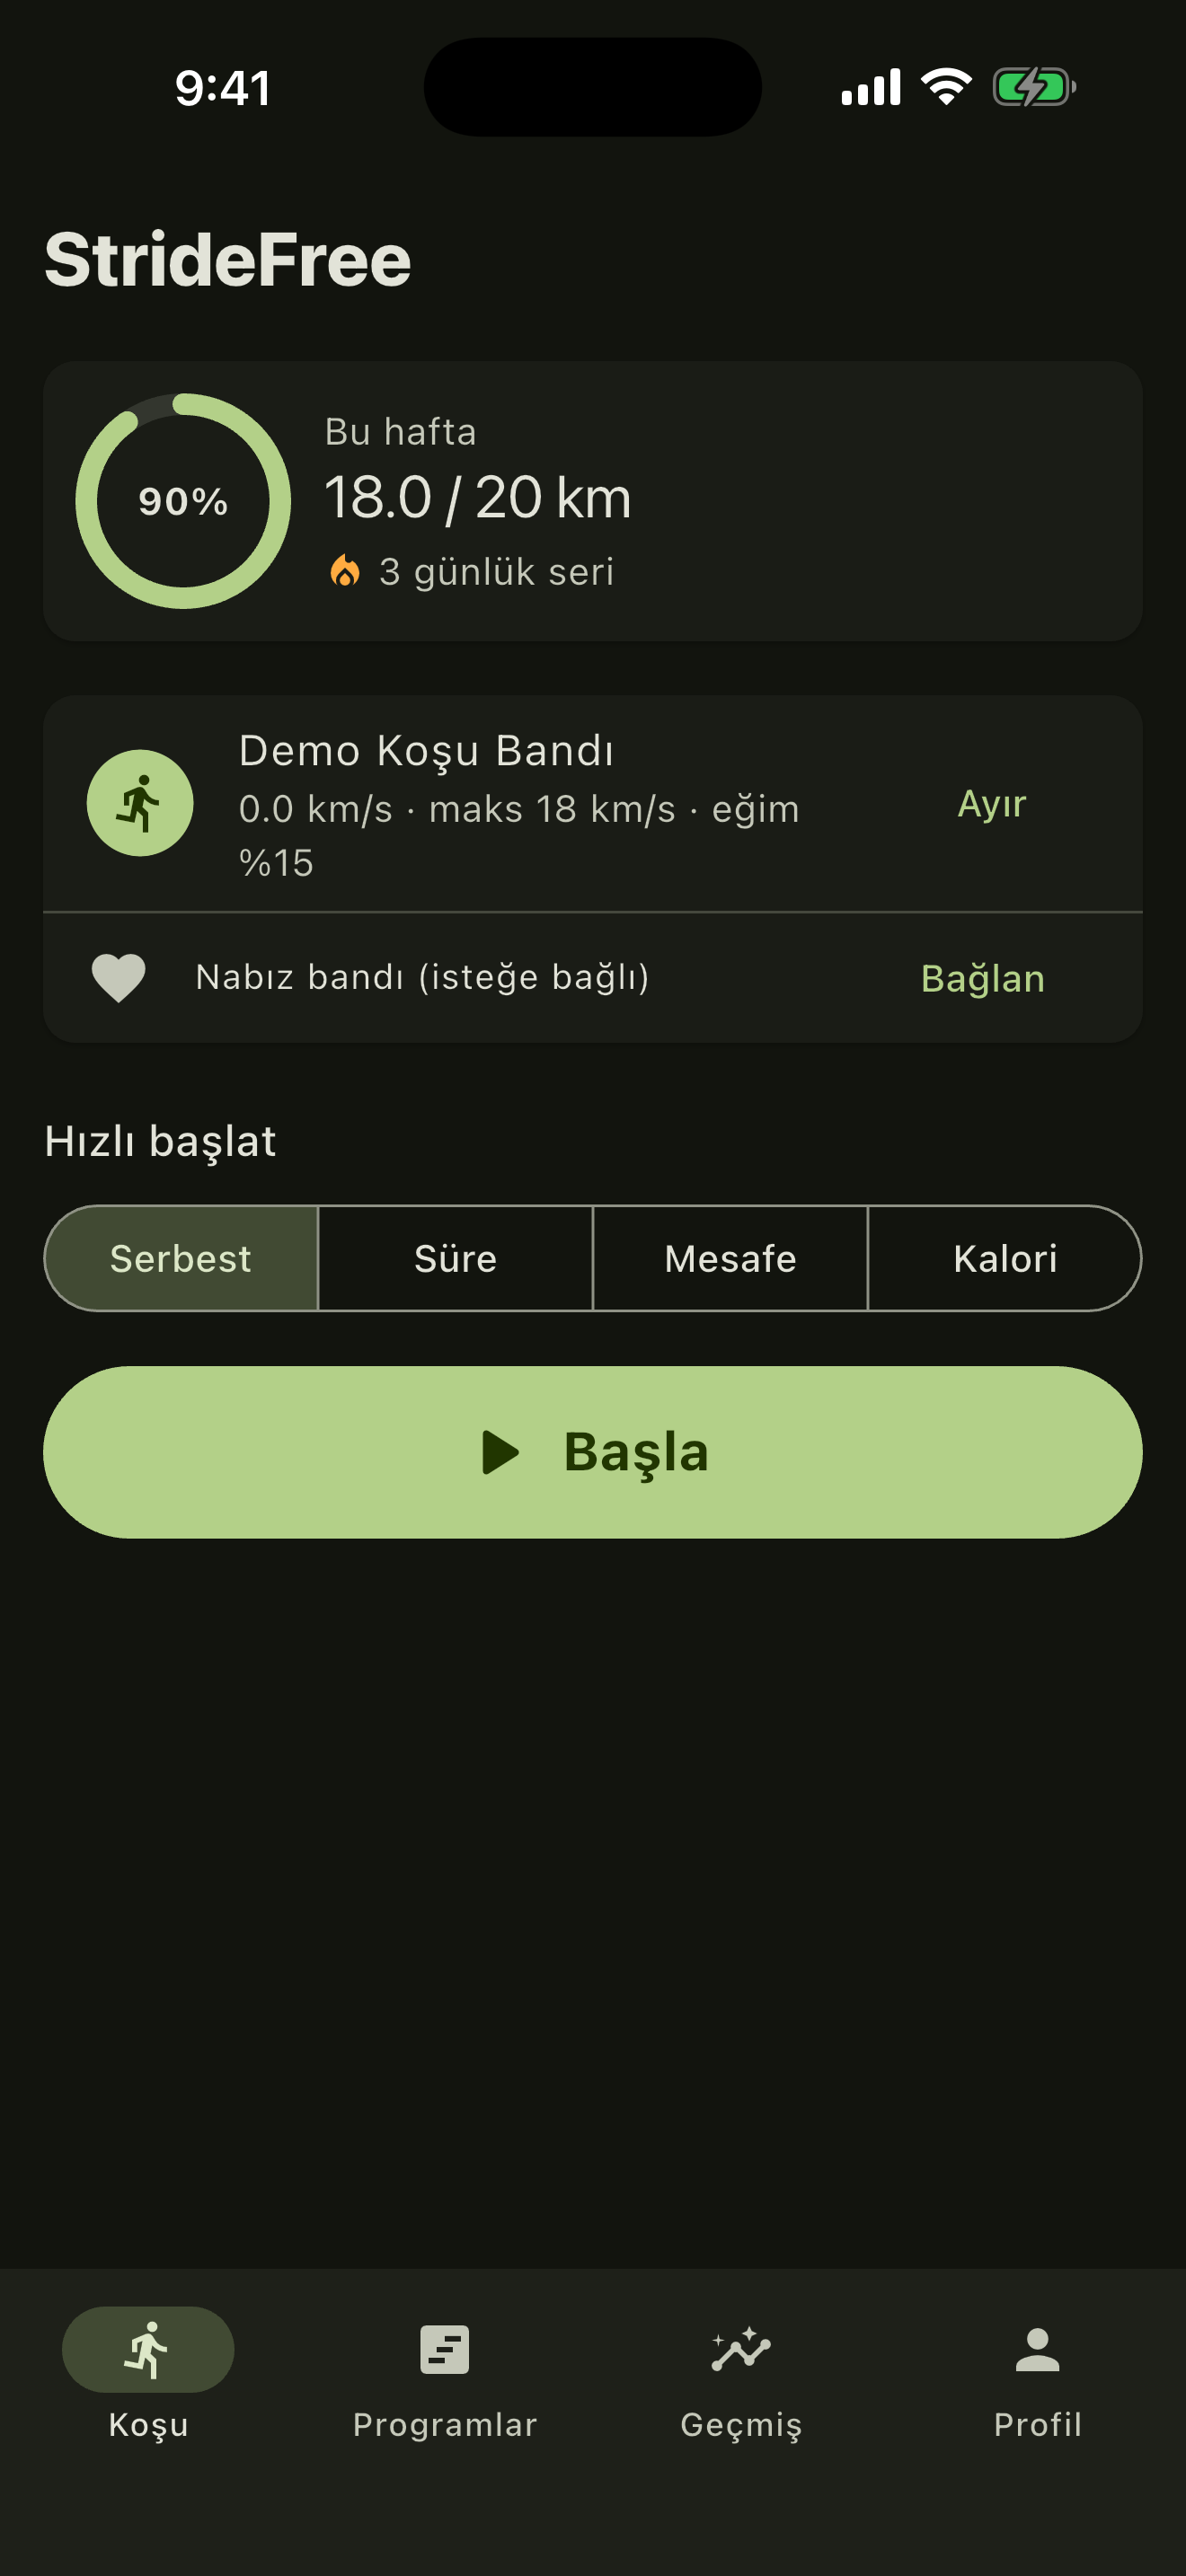 9:41
StrideFree
90%
Bu hafta
18.0 / 20 km
3 günlük seri
Demo Koşu Bandı
0.0 km/s · maks 18 km/s · eğim
%15
Ayır
Nabız bandı (isteğe bağlı)
Bağlan
Hızlı başlat
Serbest
Süre
Mesafe
Kalori
Başla
Koşu
Programlar
Geçmiş
Profil